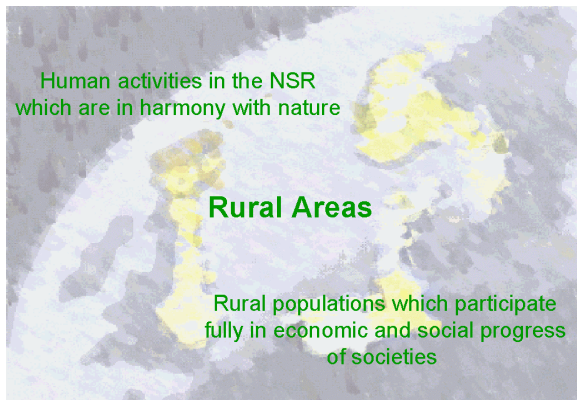 Human activities in the NSR
which are in harmony with nature
Rural Areas
Rural populations which participate
fully in economic and social progress
of societies